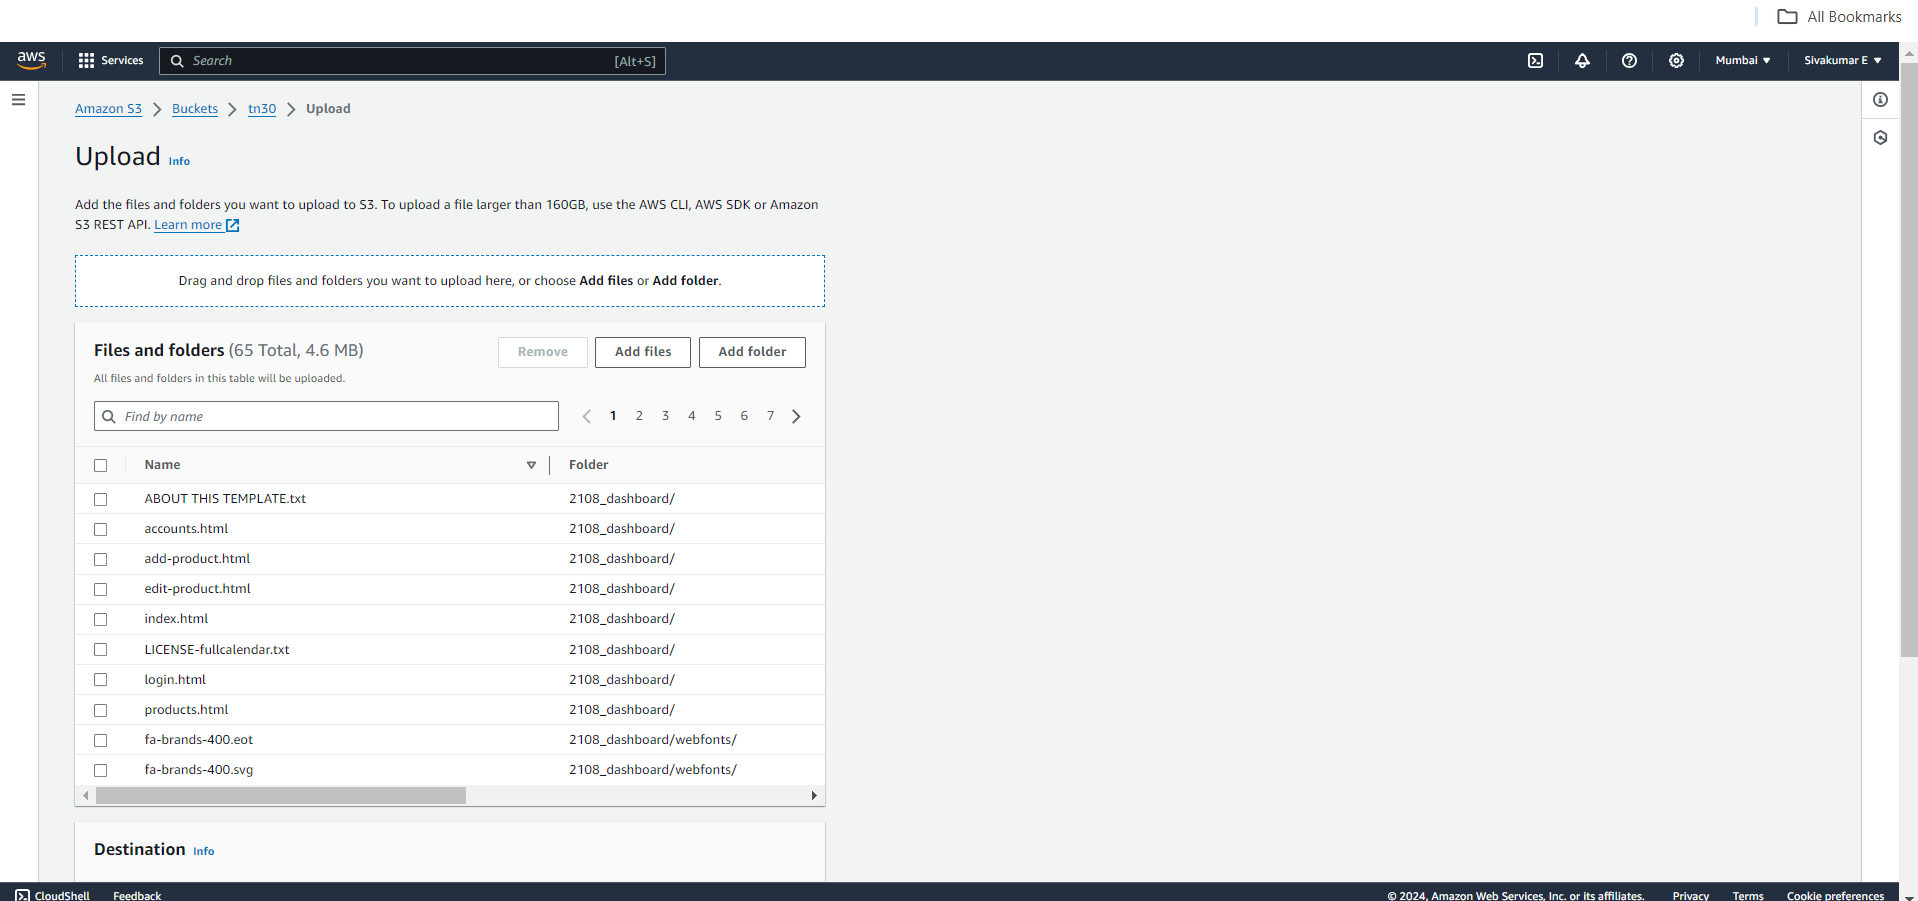 All Bookmarks
aws Services Search [Alt+S] Mumbai Sivakumar E
Amazon S3 Buckets tn30 Upload
Upload Info
Add the files and folders you want to upload to S3. To upload a file larger than 160GB, use the AWS CLI, AWS SDK or Amazon
S3 REST API. Learn more
Drag and drop files and folders you want to upload here, or choose Add files or Add folder.
Files and folders (65 Total, 4.6 MB) Remove Add files Add folder
All files and folders in this table will be uploaded.
Find by name 1 2 3 4 5 6 7
Name Folder
ABOUT THIS TEMPLATE.txt 2108_dashboard/
accounts.html 2108_dashboard/
add-product.html 2108_dashboard/
edit-product.html 2108_dashboard/
index.html 2108_dashboard/
LICENSE-fullcalendar.txt 2108_dashboard/
login.html 2108_dashboard/
products.html 2108_dashboard/
fa-brands-400.eot 2108_dashboard/webfonts/
fa-brands-400.svg 2108_dashboard/webfonts/
Destination Info
CloudShell Feedback © 2024, Amazon Web Services, Inc. or its affiliates. Privacy Terms Cookie preferences